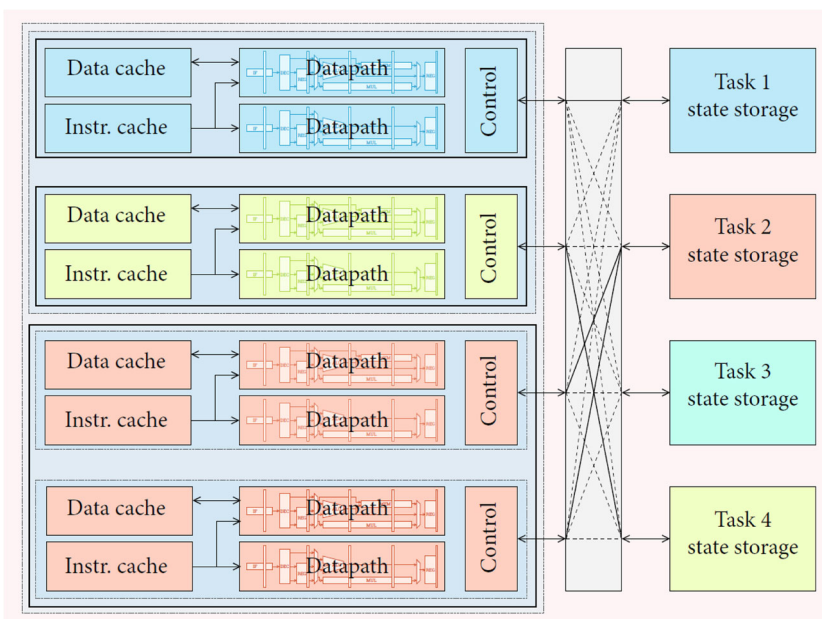 Data cache
Datapath
Instr. cache
Datapath
Control
Task 1
state storage
Data cache
Datapath
Instr. cache
Datapath
Control
Task 2
state storage
Data cache
Datapath
Instr. cache
Datapath
Control
Task 3
state storage
Data cache
Datapath
Instr. cache
Datapath
Control
Task 4
state storage